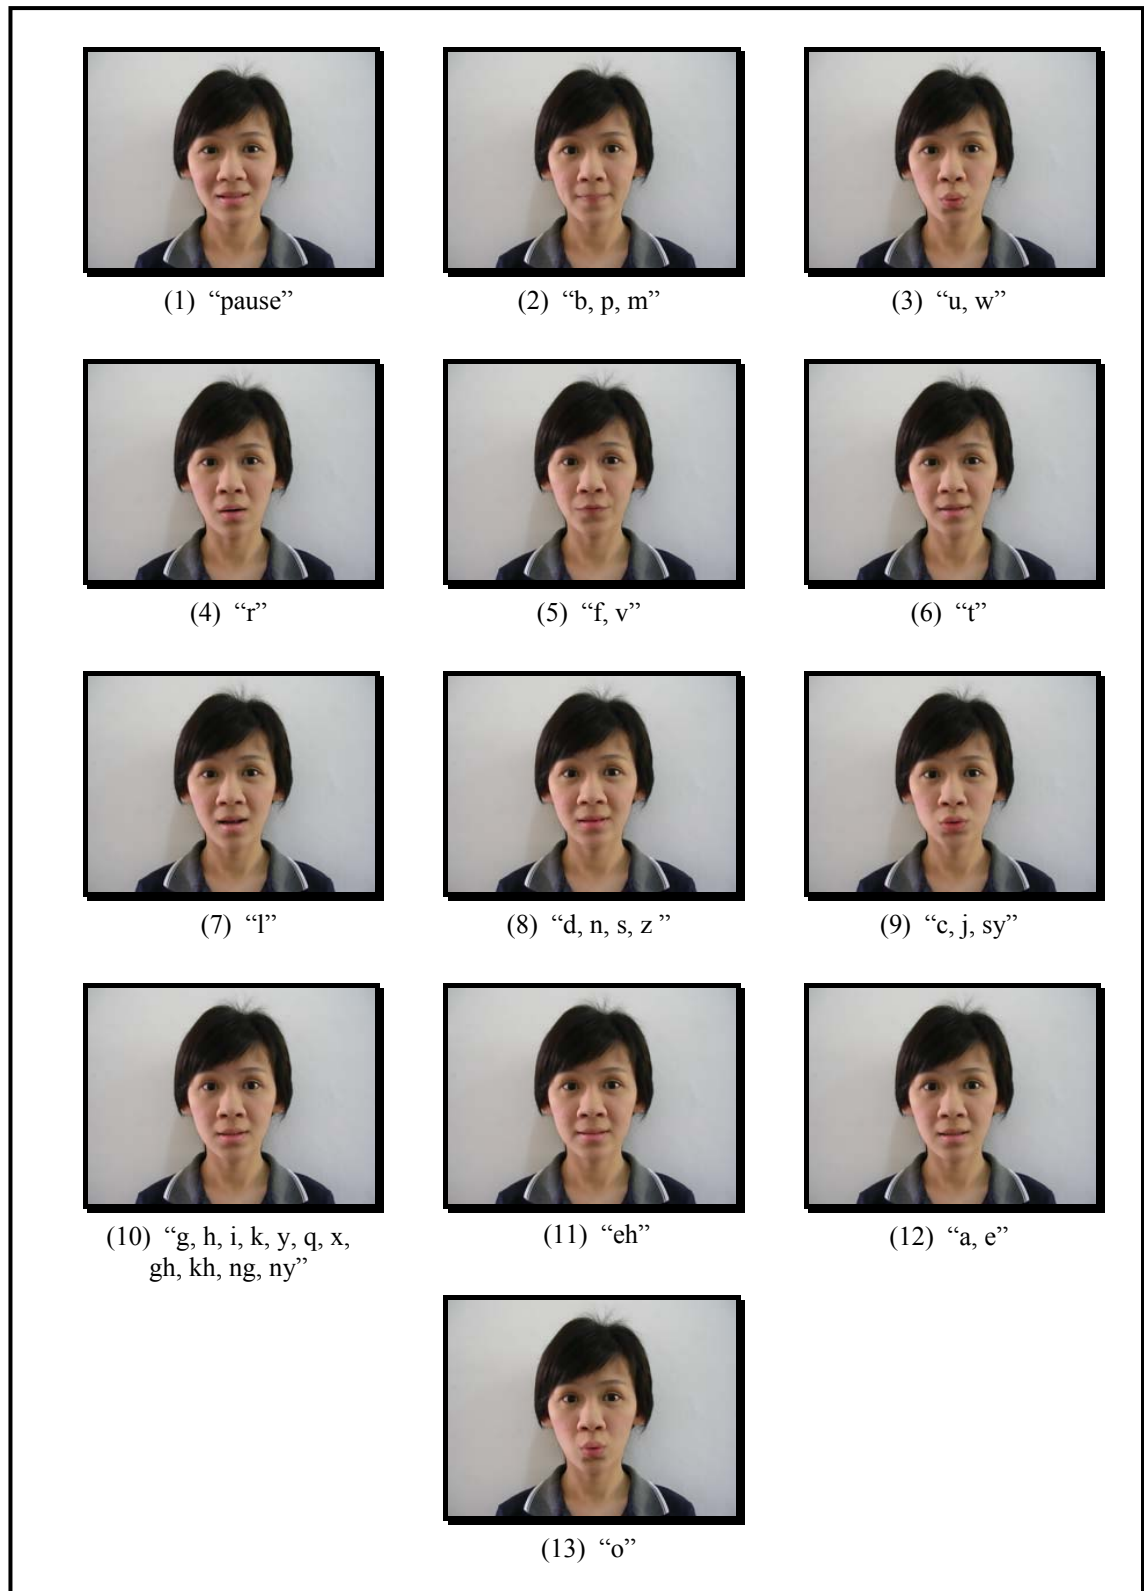 (1) “pause” (2) “b, p, m” (3) “u, w”
(4) “r” (5) “f, v” (6) “t”
(7) “l” (8) “d, n, s, z ” (9) “c, j, sy”
(10) “g, h, i, k, y, q, x, (11) “eh” (12) “a, e”
gh, kh, ng, ny”
(13) “o”